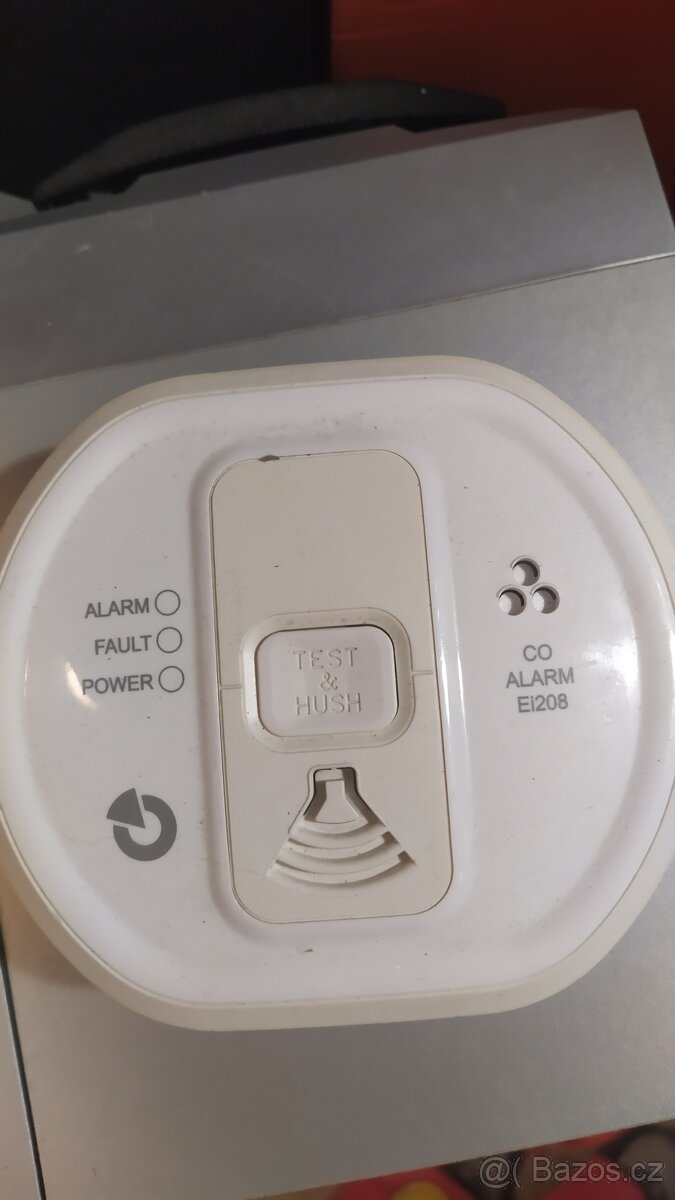 ALARM
FAULT
POWER
TEST
&
HUSH
CO
ALARM
Ei208
@( Bazos.cz